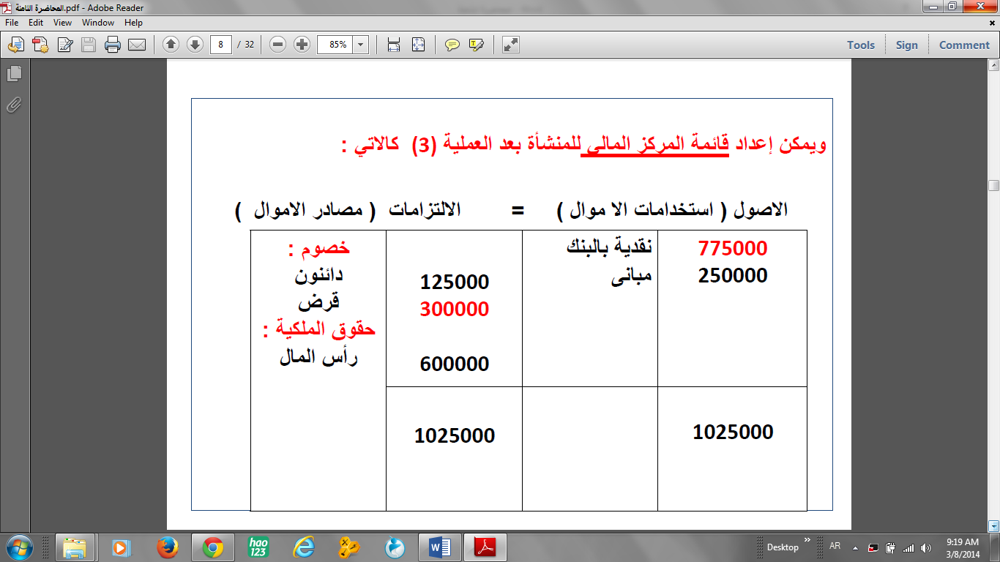 المحاضرة الثامنة.pdf - Adobe Reader
File Edit View Window Help
8 / 32 85% Tools Sign Comment
ويمكن إعداد قائمة المركز المالى للمنشأة بعد العملية (3) كالاتي :
الاصول ( استخدامات الا موال ) = الالتزامات ( مصادر الاموال )
775000 نقدية بالبنك خصوم :
250000 مبانى 125000 دائنون
300000 قرض
حقوق الملكية :
600000 رأس المال
1025000 1025000
hao
123
Desktop
AR
9:19 AM
3/8/2014